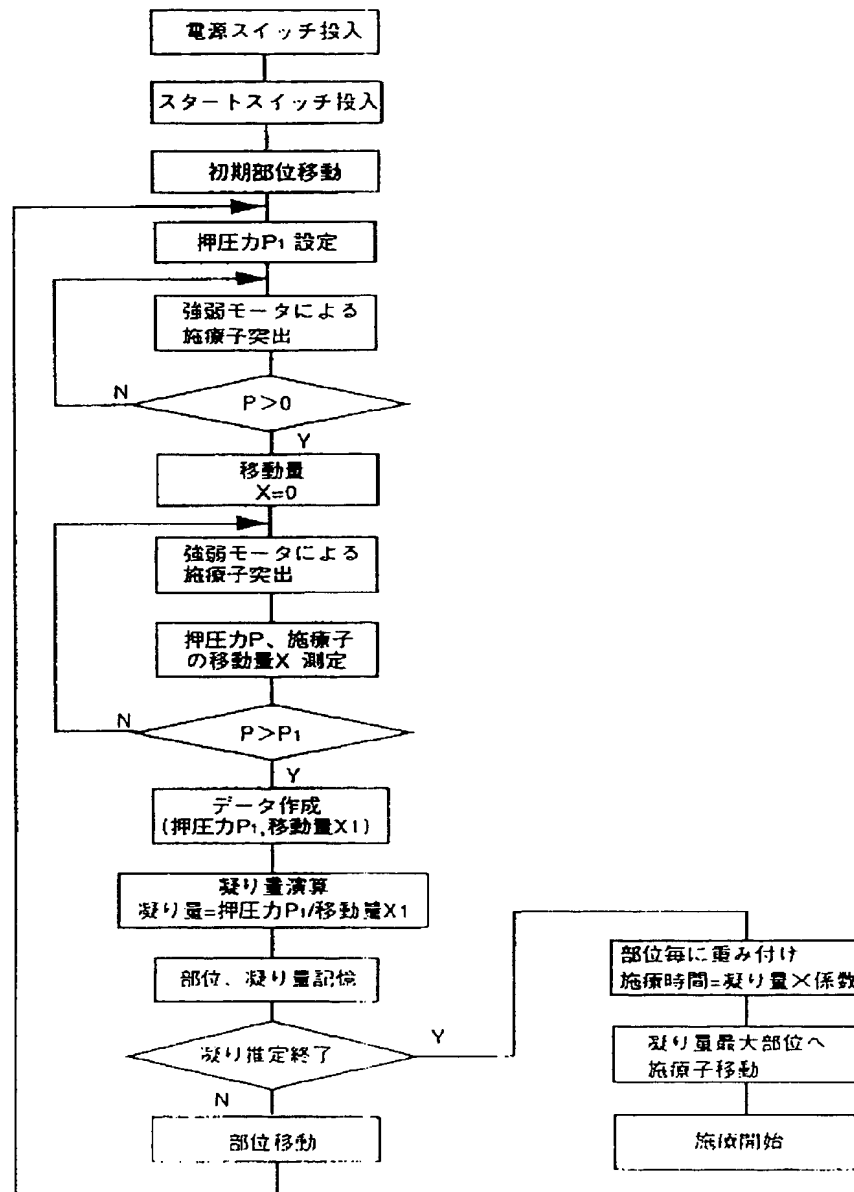 電源スイッチ投入
スタートスイッチ投入
初期部位移動
押圧力P₁ 設定
強弱モータによる
施療子突出
N
P>0
Y
移動量
X=0
強弱モータによる
施療子突出
押圧力P、施療子
の移動量X 測定
N
P>P₁
Y
データ作成
(押圧力P₁,移動量X1)
凝り量演算
凝り量=押圧力P₁/移動量X1
部位、凝り量記憶
凝り推定終了
Y
N
部位移動
部位毎に重み付け
施療時間=凝り量×係数
凝り量最大部位へ
施療子移動
施療開始